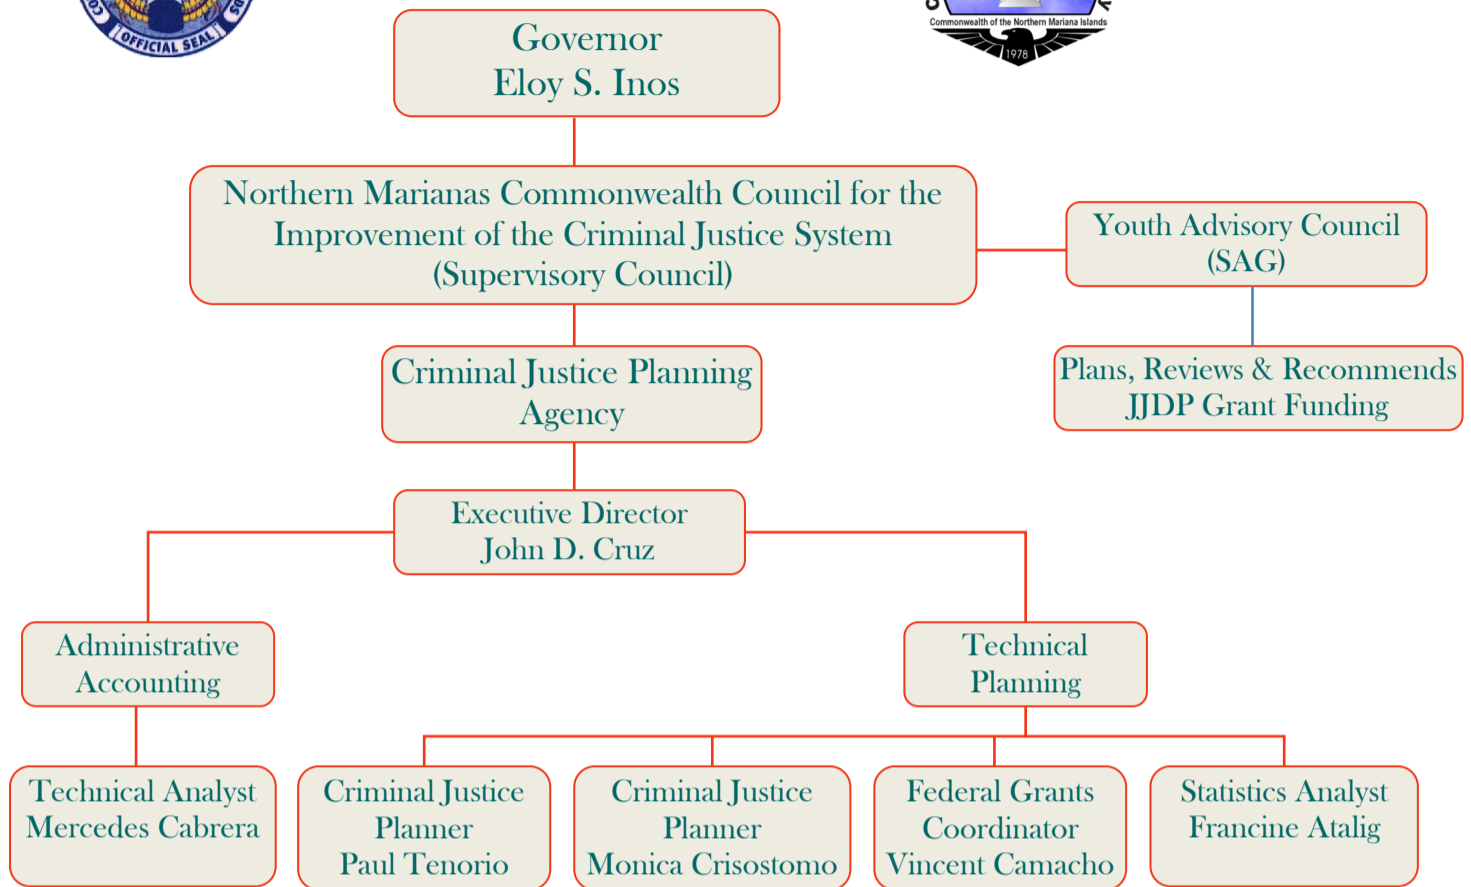 OFFICIAL SEAL
Commonwealth of the Northern Mariana Islands
1978
Governor
Eloy S. Inos
Northern Marianas Commonwealth Council for the
Improvement of the Criminal Justice System
(Supervisory Council)
Youth Advisory Council
(SAG)
Plans, Reviews & Recommends
JJDP Grant Funding
Criminal Justice Planning
Agency
Executive Director
John D. Cruz
Administrative
Accounting
Technical
Planning
Technical Analyst
Mercedes Cabrera
Criminal Justice
Planner
Paul Tenorio
Criminal Justice
Planner
Monica Crisostomo
Federal Grants
Coordinator
Vincent Camacho
Statistics Analyst
Francine Atalig